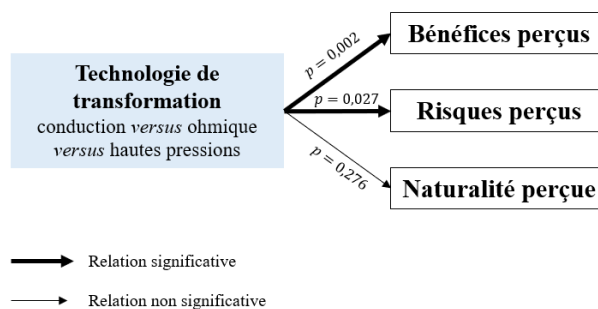 Technologie de
transformation
conduction versus ohmique
versus hautes pressions
p = 0,002
p = 0,027
p = 0,276
Bénéfices perçus
Risques perçus
Naturalité perçue
Relation significative
Relation non significative